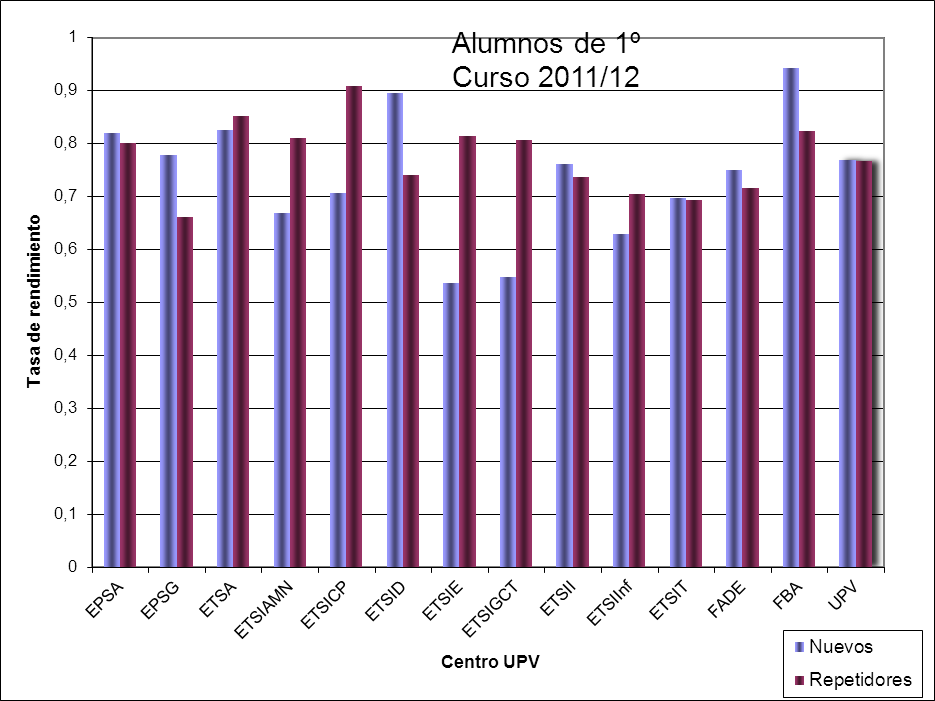 Alumnos de 1º
Curso 2011/12
1
0,9
0,8
0,7
0,6
0,5
0,4
0,3
0,2
0,1
0
Tasa de rendimiento
EPSA
EPSG
ETSA
ETSIAMN
ETSICP
ETSID
ETSIE
ETSIGCT
ETSII
ETSIInf
ETSIT
FADE
FBA
UPV
Centro UPV
Nuevos
Repetidores